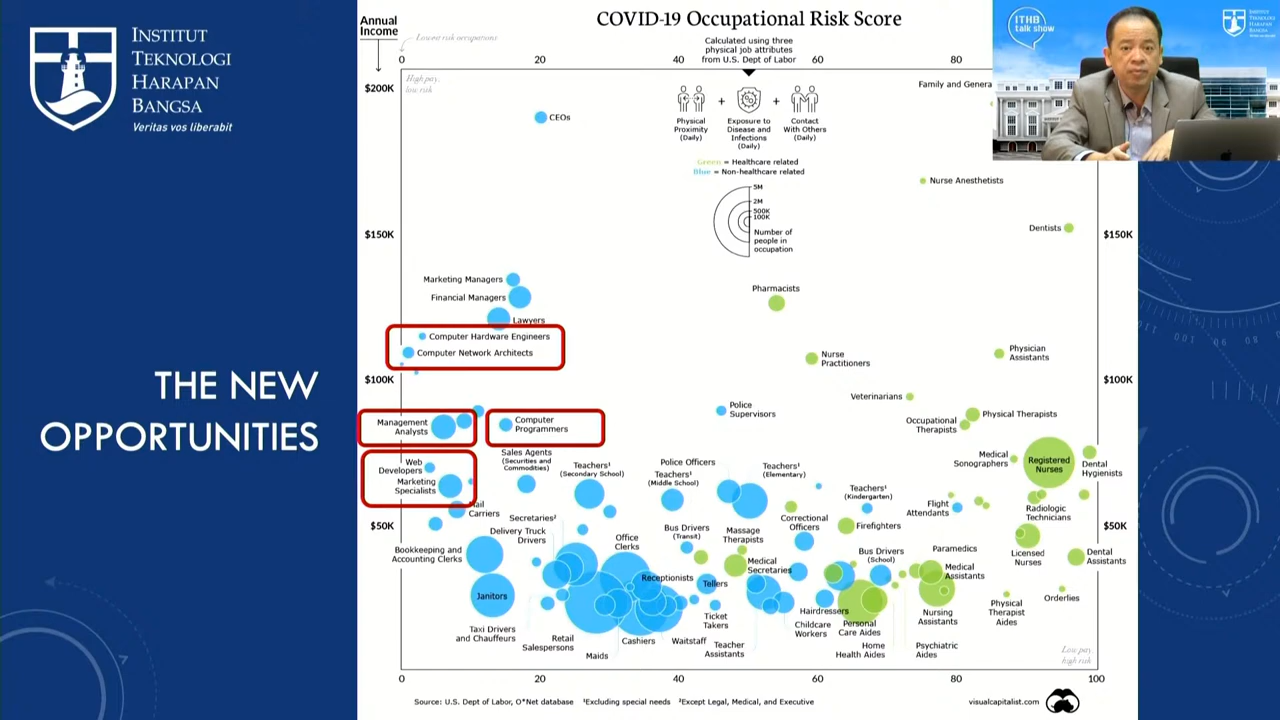 INSTITUT
TEKNOLOGI
HARAPAN
BANGSA
Veritas vos liberabit
THE NEW
OPPORTUNITIES
COVID-19 Occupational Risk Score
Annual
Income
Lowest risk occupations
Calculated using three
physical job attributes
from U.S. Dept of Labor
0
20
40
60
80
$200K
High pay,
low risk
Family and Genera
CEOs
Physical
Proximity
(Daily)
+
Exposure to
Disease and
Infections
(Daily)
+
Contact
With Others
(Daily)
Green = Healthcare related
Blue = Non-healthcare related
5M
2M
500K
100K
Number of
people in
occupation
ITHB
talk show
INSTITUT
TEKNOLOGI
HARAPAN
BANGSA
Nurse Anesthetists
Dentists
$150K
$150K
Marketing Managers
Financial Managers
Lawyers
Pharmacists
Computer Hardware Engineers
Computer Network Architects
Nurse
Practitioners
Physician
Assistants
$100K
$100K
Veterinarians
Police
Supervisors
Management
Analysts
Computer
Programmers
Occupational
Therapists
Physical Therapists
Sales Agents
(Securities and
Commodities)
Web
Developers
Marketing
Specialists
Teachers¹
(Secondary School)
Police Officers
Teachers¹
(Middle School)
Teachers¹
(Elementary)
Medical
Sonographers
Registered
Nurses
Dental
Hygienists
Teachers¹
(Kindergarten)
Flight
Attendants
Radiologic
Technicians
Mail
Carriers
Secretaries²
$50K
$50K
Delivery Truck
Drivers
Bus Drivers
(Transit)
Massage
Therapists
Correctional
Officers
Firefighters
Office
Clerks
Bookkeeping and
Accounting Clerks
Bus Drivers
(School)
Paramedics
Licensed
Nurses
Dental
Assistants
Medical
Secretaries
Medical
Assistants
Receptionists
Tellers
Janitors
Hairdressers
Orderlies
Physical
Therapist
Aides
Nursing
Assistants
Ticket
Takers
Childcare
Workers
Personal
Care Aides
Taxi Drivers
and Chauffeurs
Retail
Salespersons
Maids
Cashiers
Waitstaff
Teacher
Assistants
Home
Health Aides
Psychiatric
Aides
Low pay,
high risk
0
20
40
60
80
100
Source: U.S. Dept of Labor, O*Net database ¹Excluding special needs ²Except Legal, Medical, and Executive
visualcapitalist.com